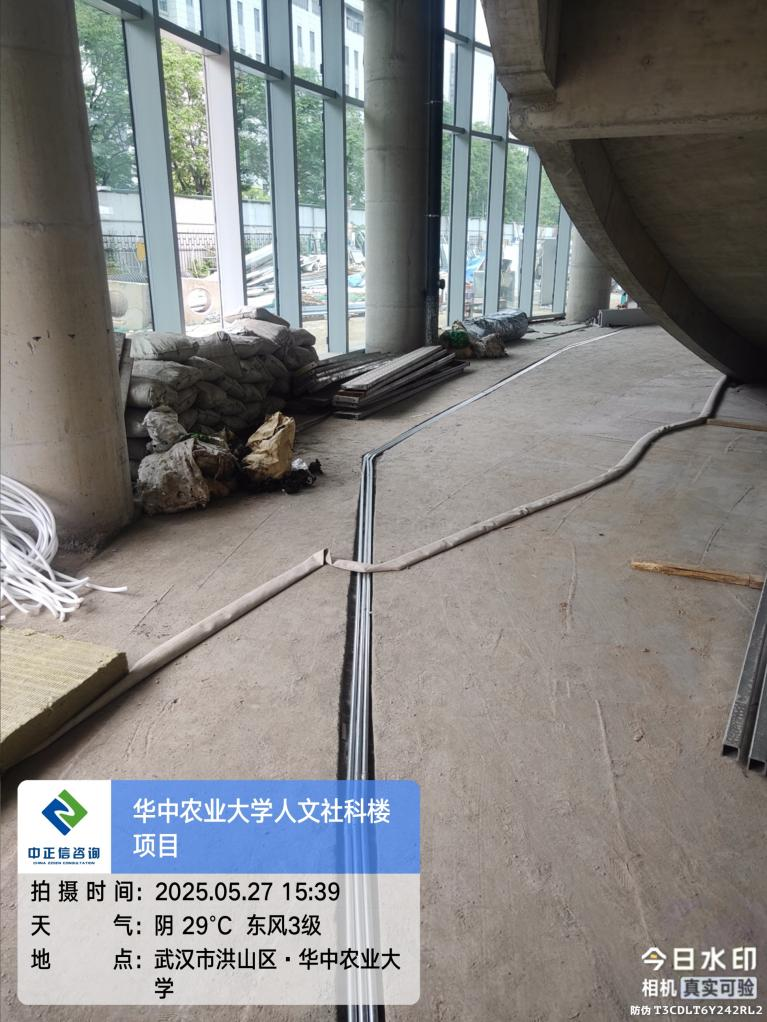 华中农业大学人文社科楼
项目
中正信咨询
CHINA ZZXIN CONSULTATION
拍摄时间：2025.05.27 15:39
天气：阴 29°C 东风3级
地点：武汉市洪山区·华中农业大
学
今日水印
相机 真实可验
防伪 T3CDLT6Y242RL2